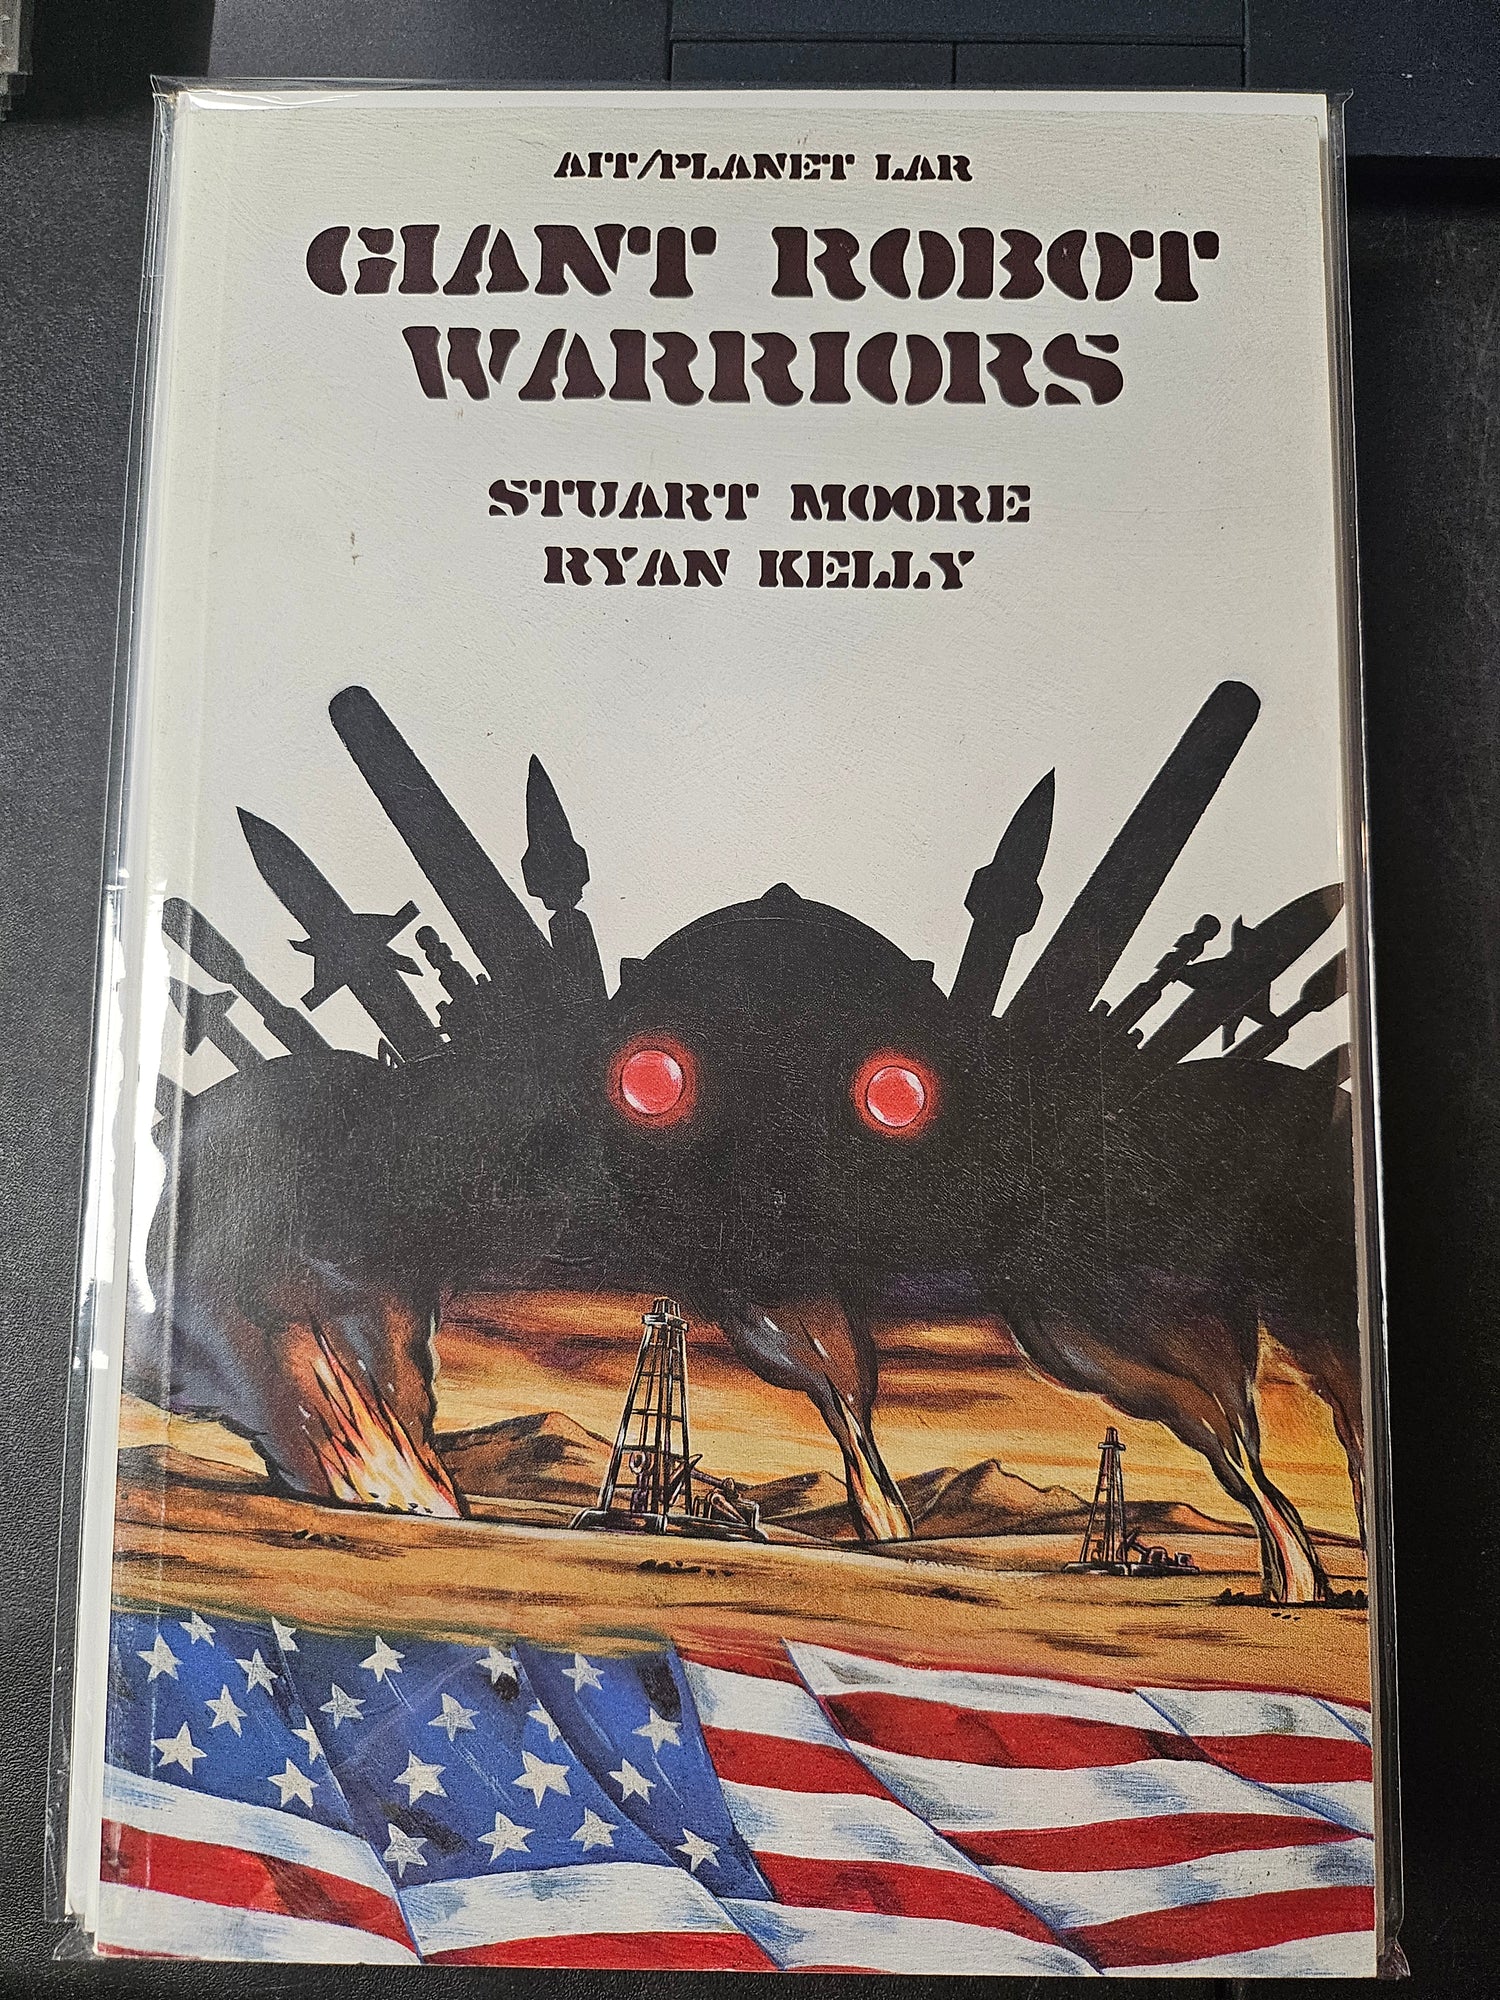 AIT/PLANET LAR
GIANT ROBOT
WARRIORS
STUART MOORE
RYAN KELLY